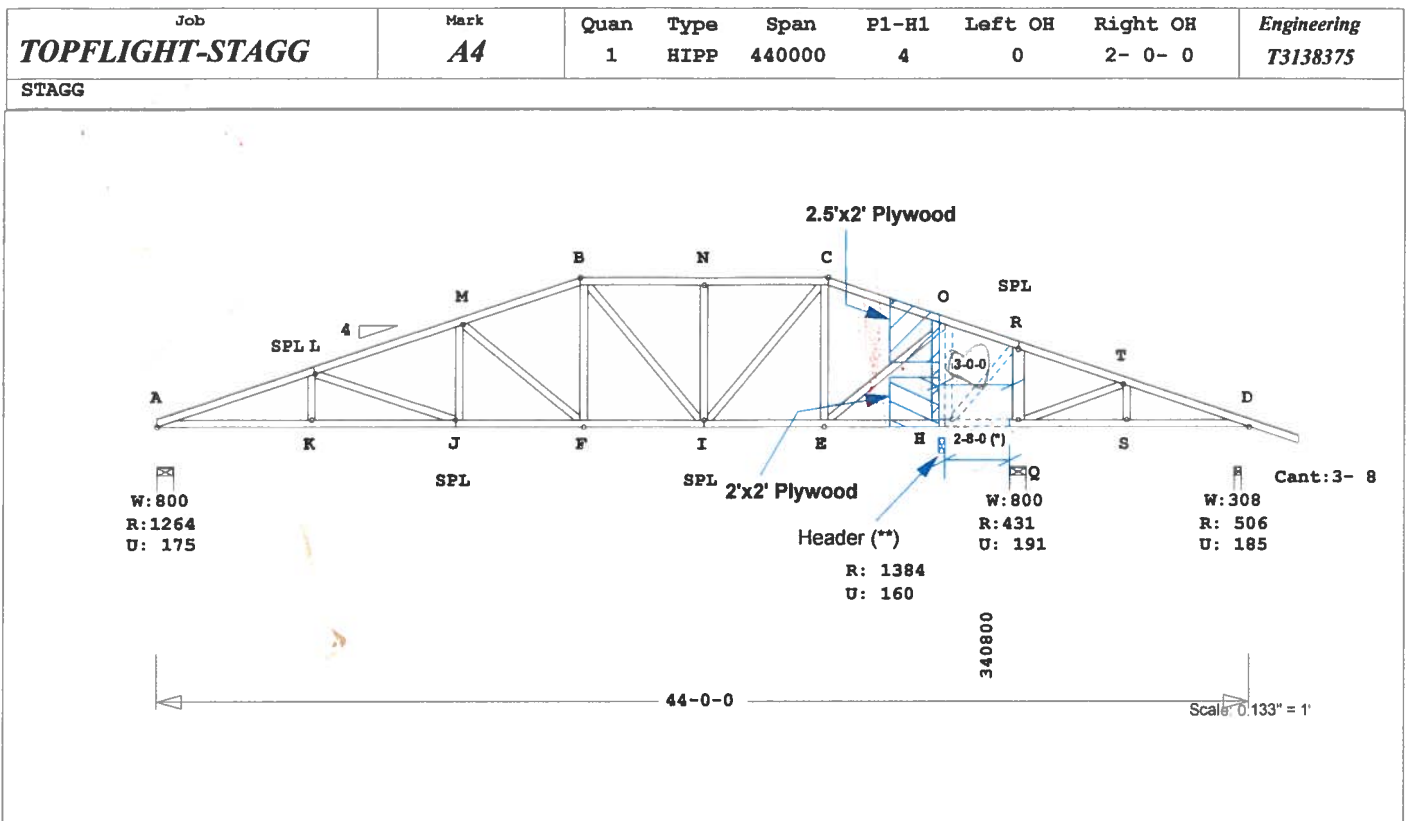 Job Mark Quan Type Span P1-H1 Left OH Right OH Engineering
TOPFLIGHT-STAGG A4 1 HIPP 440000 4 0 2- 0- 0 T3138375
STAGG
2.5'x2' Plywood
B N C
SPL
M O
R
4
SPL L
T
3-0-0
A D
K J F I E H 2-8-0 (*) S
SPL SPL Q Cant:3- 8
2'x2' Plywood
W:800 W:800 W:308
R:1264 R:431 R: 506
U: 175 U: 191 U: 185
Header (**)
R: 1384
U: 160
340800
44-0-0
Scale: 0.133" = 1'